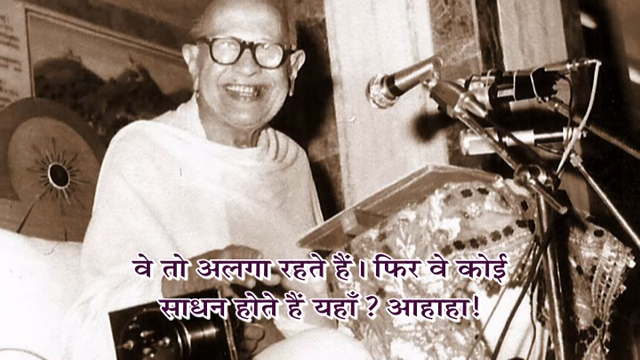 वे तो अलगा रहते हैं। फिर वे कोई
साधन होते हैं यहाँ ? आहाहा!